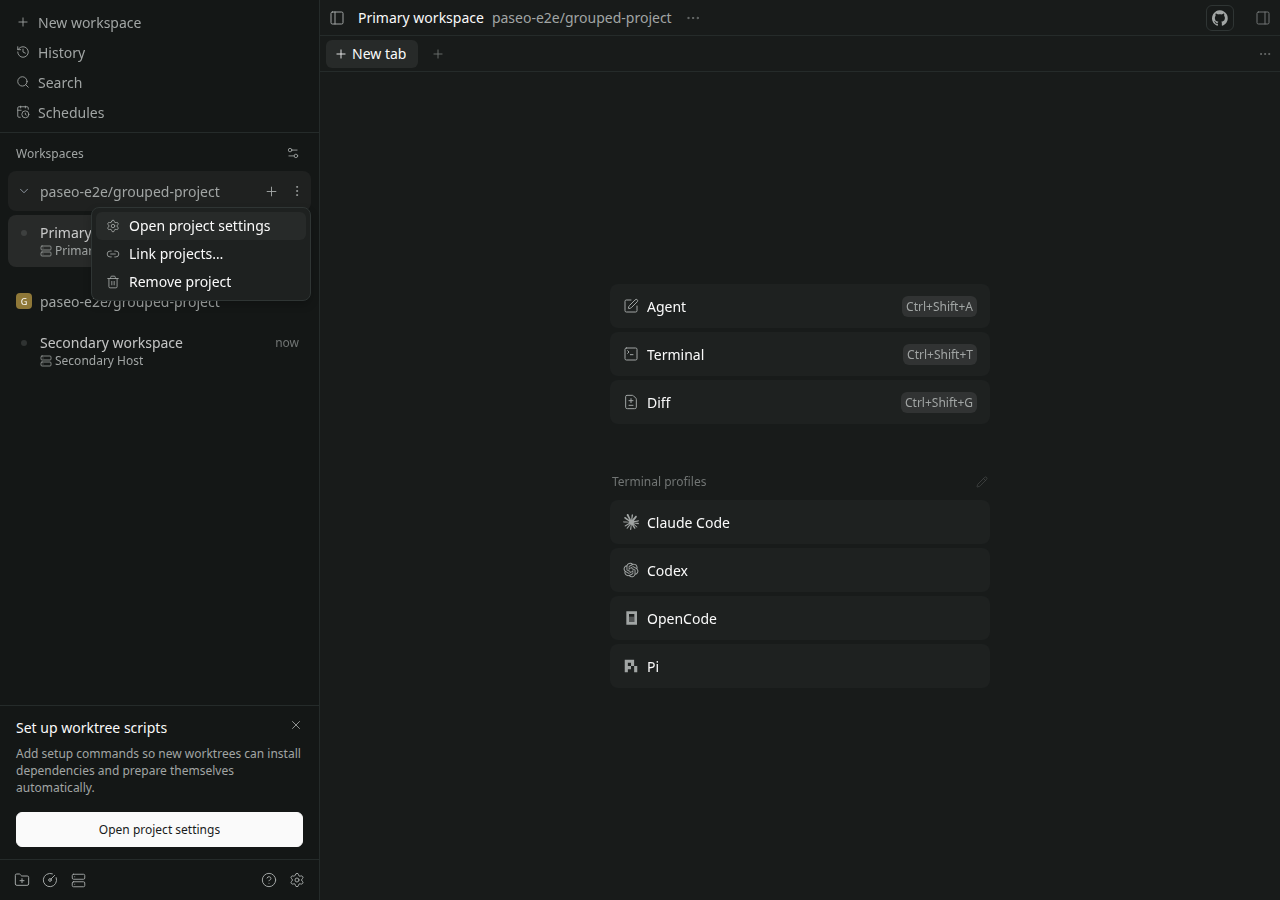 New workspace
History
Search
Schedules
Workspaces
paseo-e2e/grouped-project
Open project settings
Link projects...
Remove project
Primary
Primar
G paseo-e2e/grouped-project
Secondary workspace now
Secondary Host
Set up worktree scripts
Add setup commands so new worktrees can install
dependencies and prepare themselves
automatically.
Open project settings
Primary workspace paseo-e2e/grouped-project
New tab
Agent Ctrl+Shift+A
Terminal Ctrl+Shift+T
Diff Ctrl+Shift+G
Terminal profiles
Claude Code
Codex
OpenCode
Pi